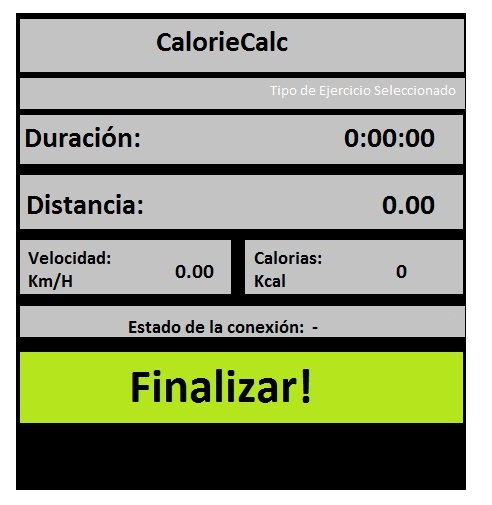 CalorieCalc
Tipo de Ejercicio Seleccionado
Duración: 0:00:00
Distancia: 0.00
Velocidad:
Km/H 0.00
Calorias:
Kcal 0
Estado de la conexión: -
Finalizar!